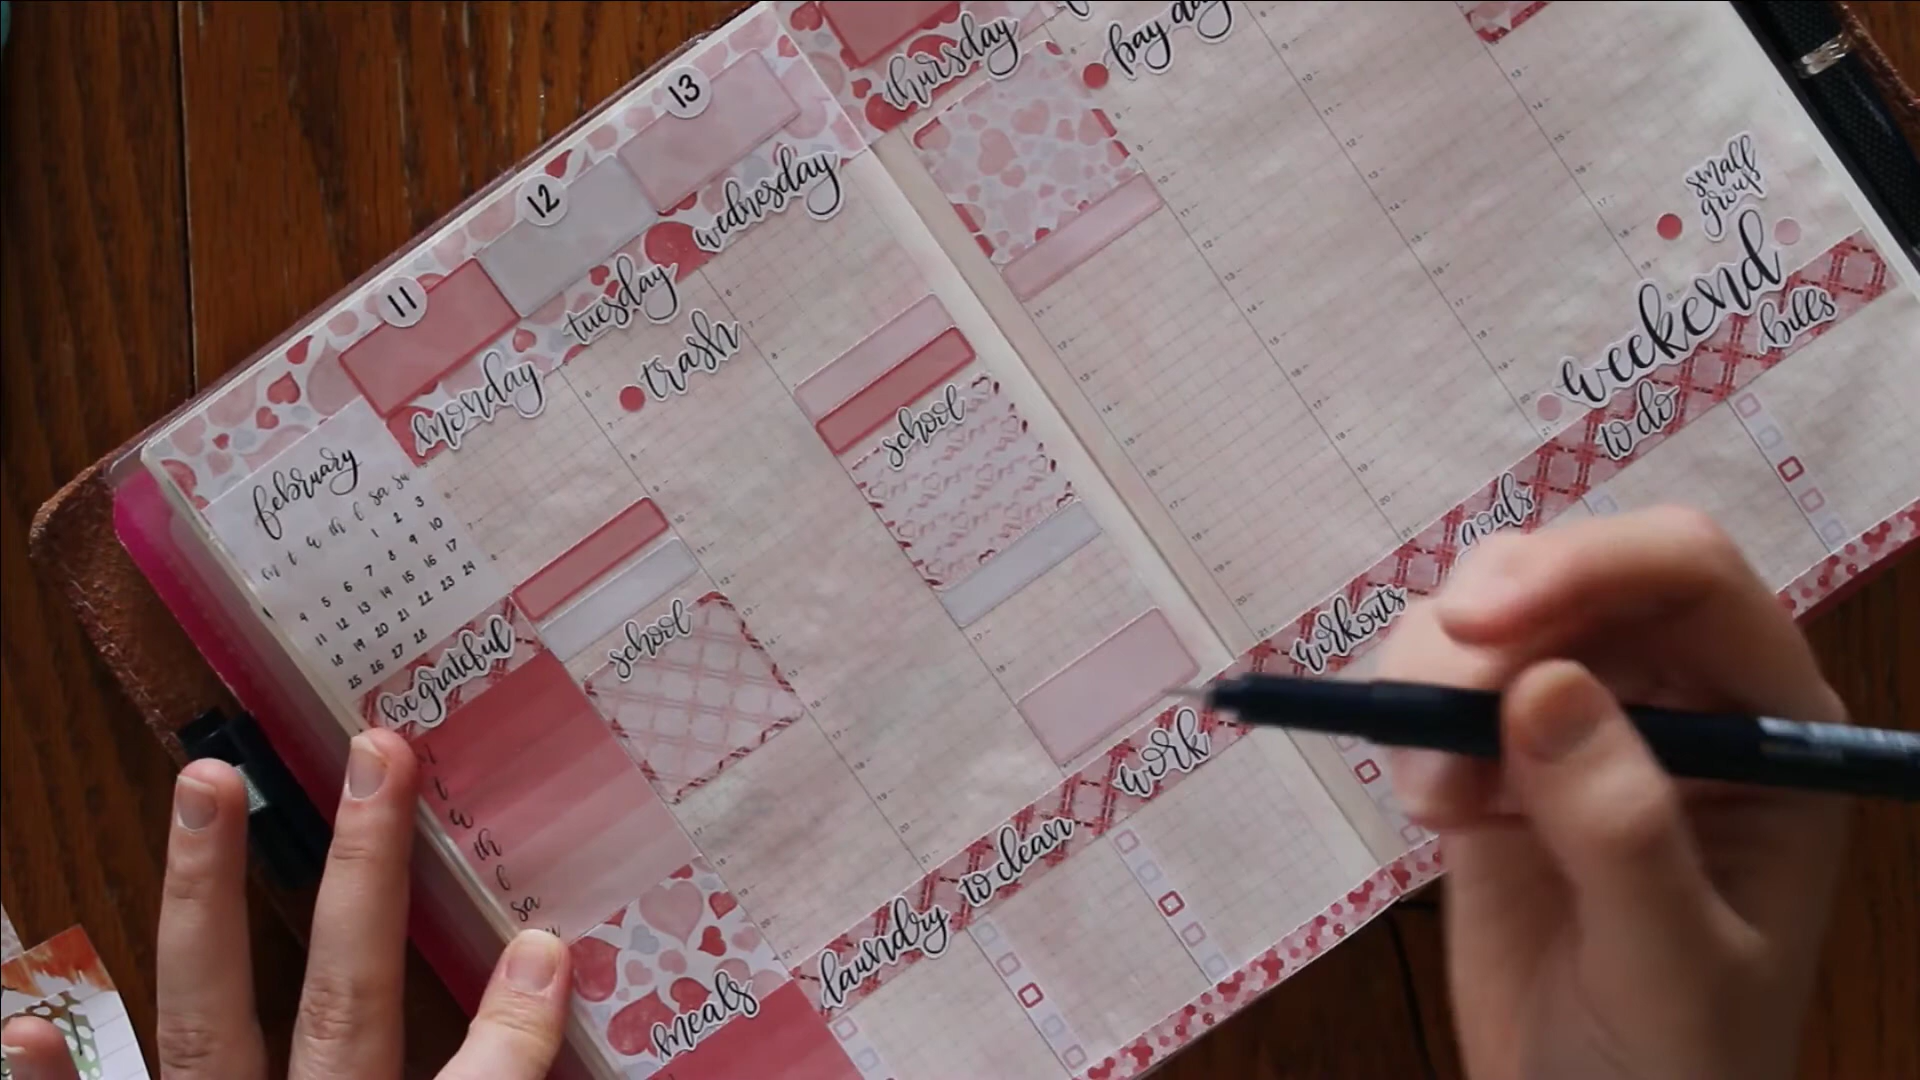 13
12
11
wednesday
tuesday
monday
trash
february
m t w th f sa su
1 2 3
4 5 6 7 8 9 10
11 12 13 14 15 16 17
18 19 20 21 22 23 24
25 26 27 28
school
school
be grateful
t
w
th
f
sa
meals
laundry
to clean
work
thursday
pay day
small
group
weekend
workouts
goals
to do
bills